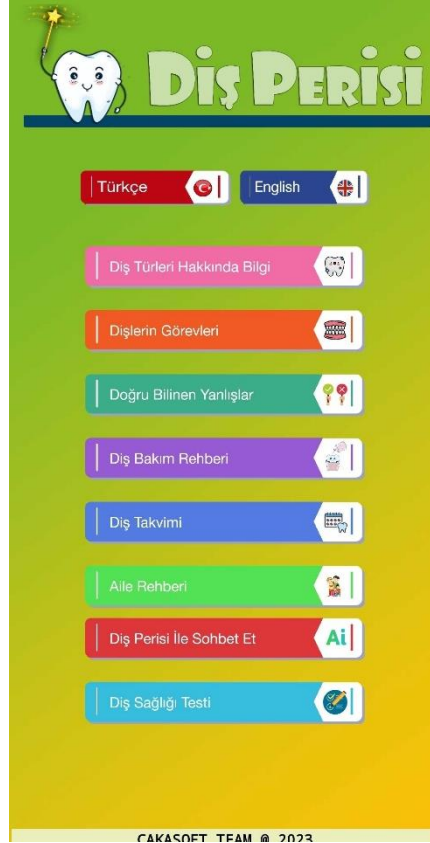 Diş Perisi
Türkçe
English
Diş Türleri Hakkında Bilgi
Dişlerin Görevleri
Doğru Bilinen Yanlışlar
Diş Bakım Rehberi
Diş Takvimi
Aile Rehberi
Diş Perisi İle Sohbet Et Ai
Diş Sağlığı Testi
CAKASOFT TEAM @ 2023